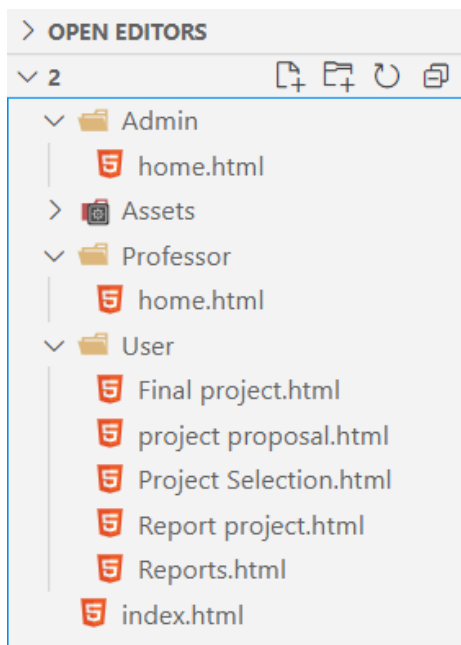 OPEN EDITORS
2
Admin
home.html
Assets
Professor
home.html
User
Final project.html
project proposal.html
Project Selection.html
Report project.html
Reports.html
index.html